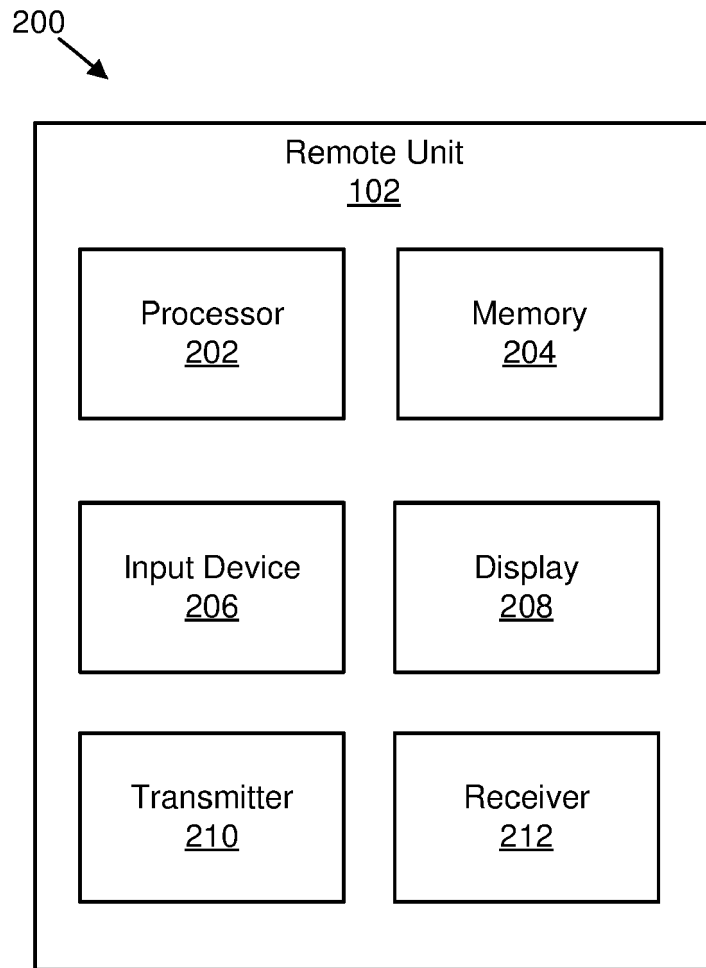 200
Remote Unit
102
Processor
202
Memory
204
Input Device
206
Display
208
Transmitter
210
Receiver
212